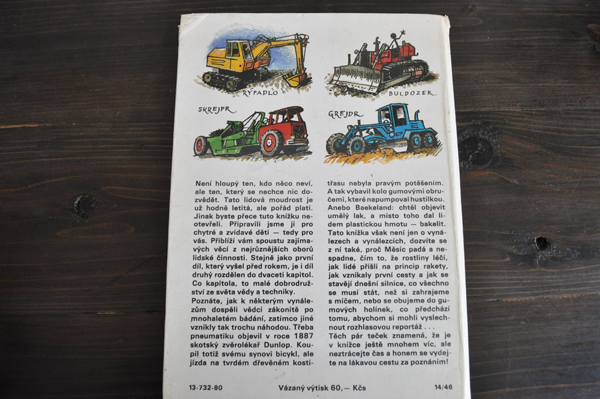 RYPADLO
BULDOZER
SKREJPR
GREJDR
Není hloupý ten, kdo něco neví,
ale ten, který se nechce nic do-
zvědět. Tato lidová moudrost je
už hodně letitá, ale pořád platí.
Jinak byste přece tuto knížku ne-
otevřeli. Připravili jsme ji pro
chytré a zvídavé děti — tedy pro
vás. Přiblíží vám spoustu zajíma-
vých věcí z nejrůznějších oborů
lidské činnosti. Stejně jako první
díl, který vyšel před rokem, je i díl
druhý rozdělen do dvaceti kapitol.
Co kapitola, to malé dobrodruž-
ství ze světa vědy a techniky.
Poznáte, jak k některým vynále-
zům dospěli vědci zákonitě po
mnohaletém bádání, zatímco jiné
vznikly tak trochu náhodou. Třeba
pneumatiku objevil v roce 1887
skotský zvěrolékař Dunlop. Kou-
pil totiž svému synovi bicykl, ale
jízda na tvrdém dřevěném kosti-
třasu nebyla pravým potěšením.
A tak vybavil kolo gumovými obru-
čemi, které napumpoval hustilkou.
Anebo Baekeland: chtěl objevit
umělý lak, a místo toho dal li-
dem plastickou hmotu — bakelit.
Tato knížka však není jen o vyná-
lezech a vynálezcích, dozvíte se
z ní také, proč Měsíc padá a ne-
spadne, čím to, že rostliny léčí,
jak lidé přišli na princip rakety,
jak vznikaly první cesty a jak se
stavějí dnešní silnice, co všechno
se musí stát, než si zahrajeme
s míčem, nebo se obujeme do gu-
mových holínek, co předchází
tomu, abychom si mohli vyslech-
nout rozhlasovou reportáž . . .
Těch pár teček znamená, že je
v knížce ještě mnohem víc, ale
neztrácejte čas a honem se vydej-
te na lákavou cestu za poznáním!
13-732-80 Vázaný výtisk 60,— Kčs 14/46